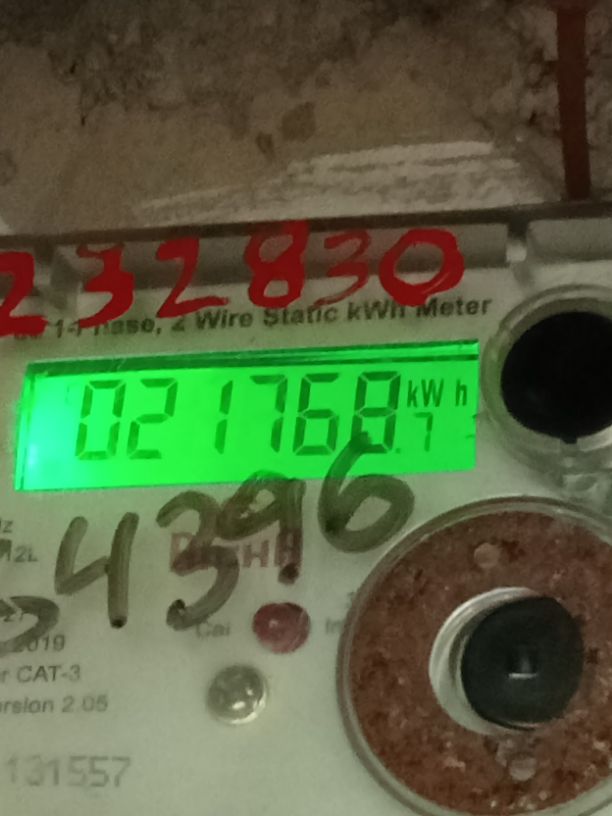 232830
1-Phase, 2 Wire Static kWh Meter
021768.7 kWh
4396
M2L
Cal
2019
CAT-3
Version 2.05
131557